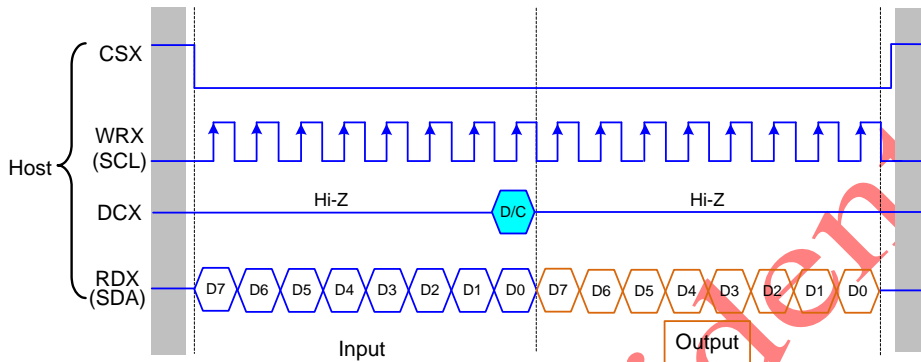 CSX
WRX
(SCL)
Host
DCX
Hi-Z
D/C
Hi-Z
RDX
(SDA)
D7 D6 D5 D4 D3 D2 D1 D0 D7 D6 D5 D4 D3 D2 D1 D0
Input
Output